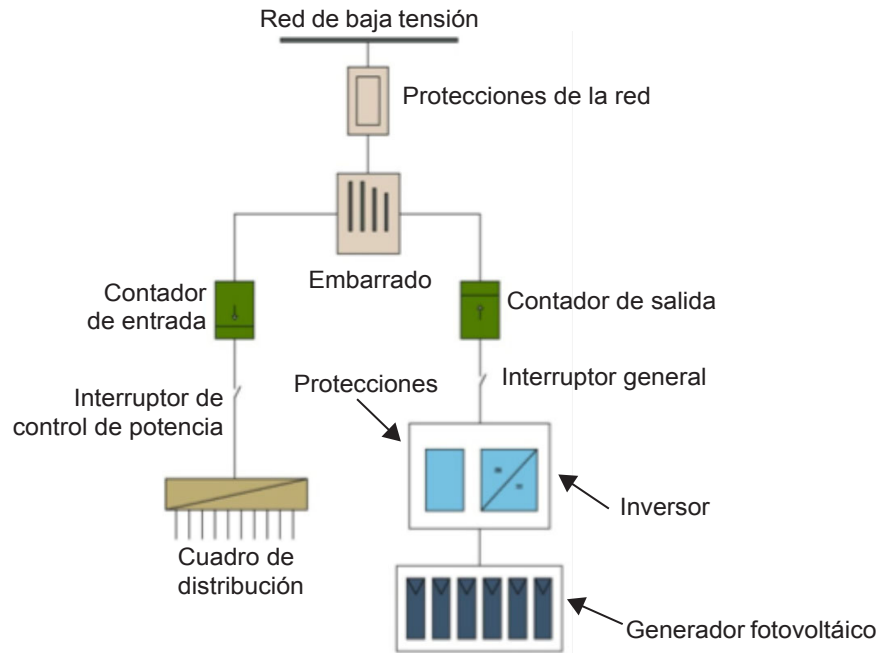 Red de baja tensión
Protecciones de la red
Embarrado
Contador
de entrada
Contador de salida
Interruptor de
control de potencia
Protecciones
Interruptor general
Inversor
Cuadro de
distribución
Generador fotovoltáico